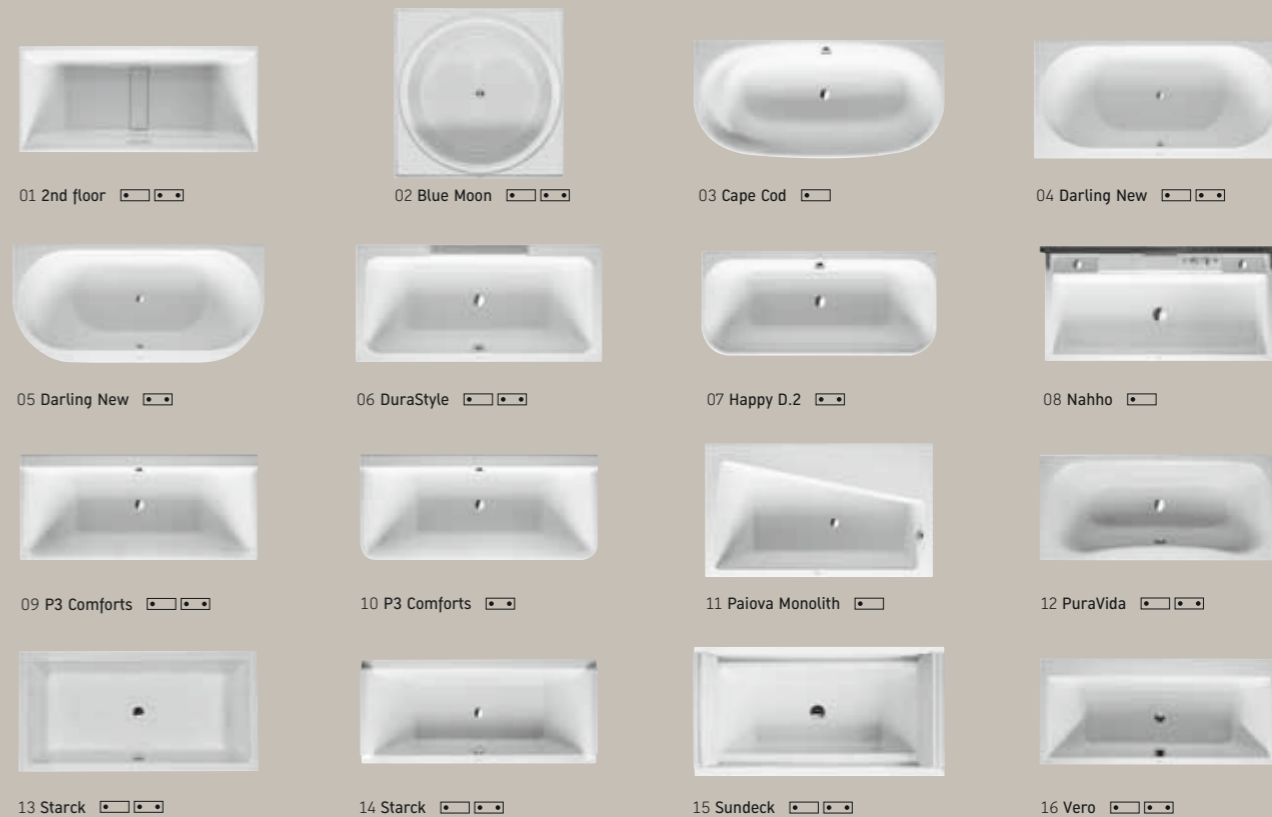 01 2nd floor
02 Blue Moon
03 Cape Cod
04 Darling New
05 Darling New
06 DuraStyle
07 Happy D.2
08 Nahho
09 P3 Comforts
10 P3 Comforts
11 Paiova Monolith
12 PuraVida
13 Starck
14 Starck
15 Sundeck
16 Vero